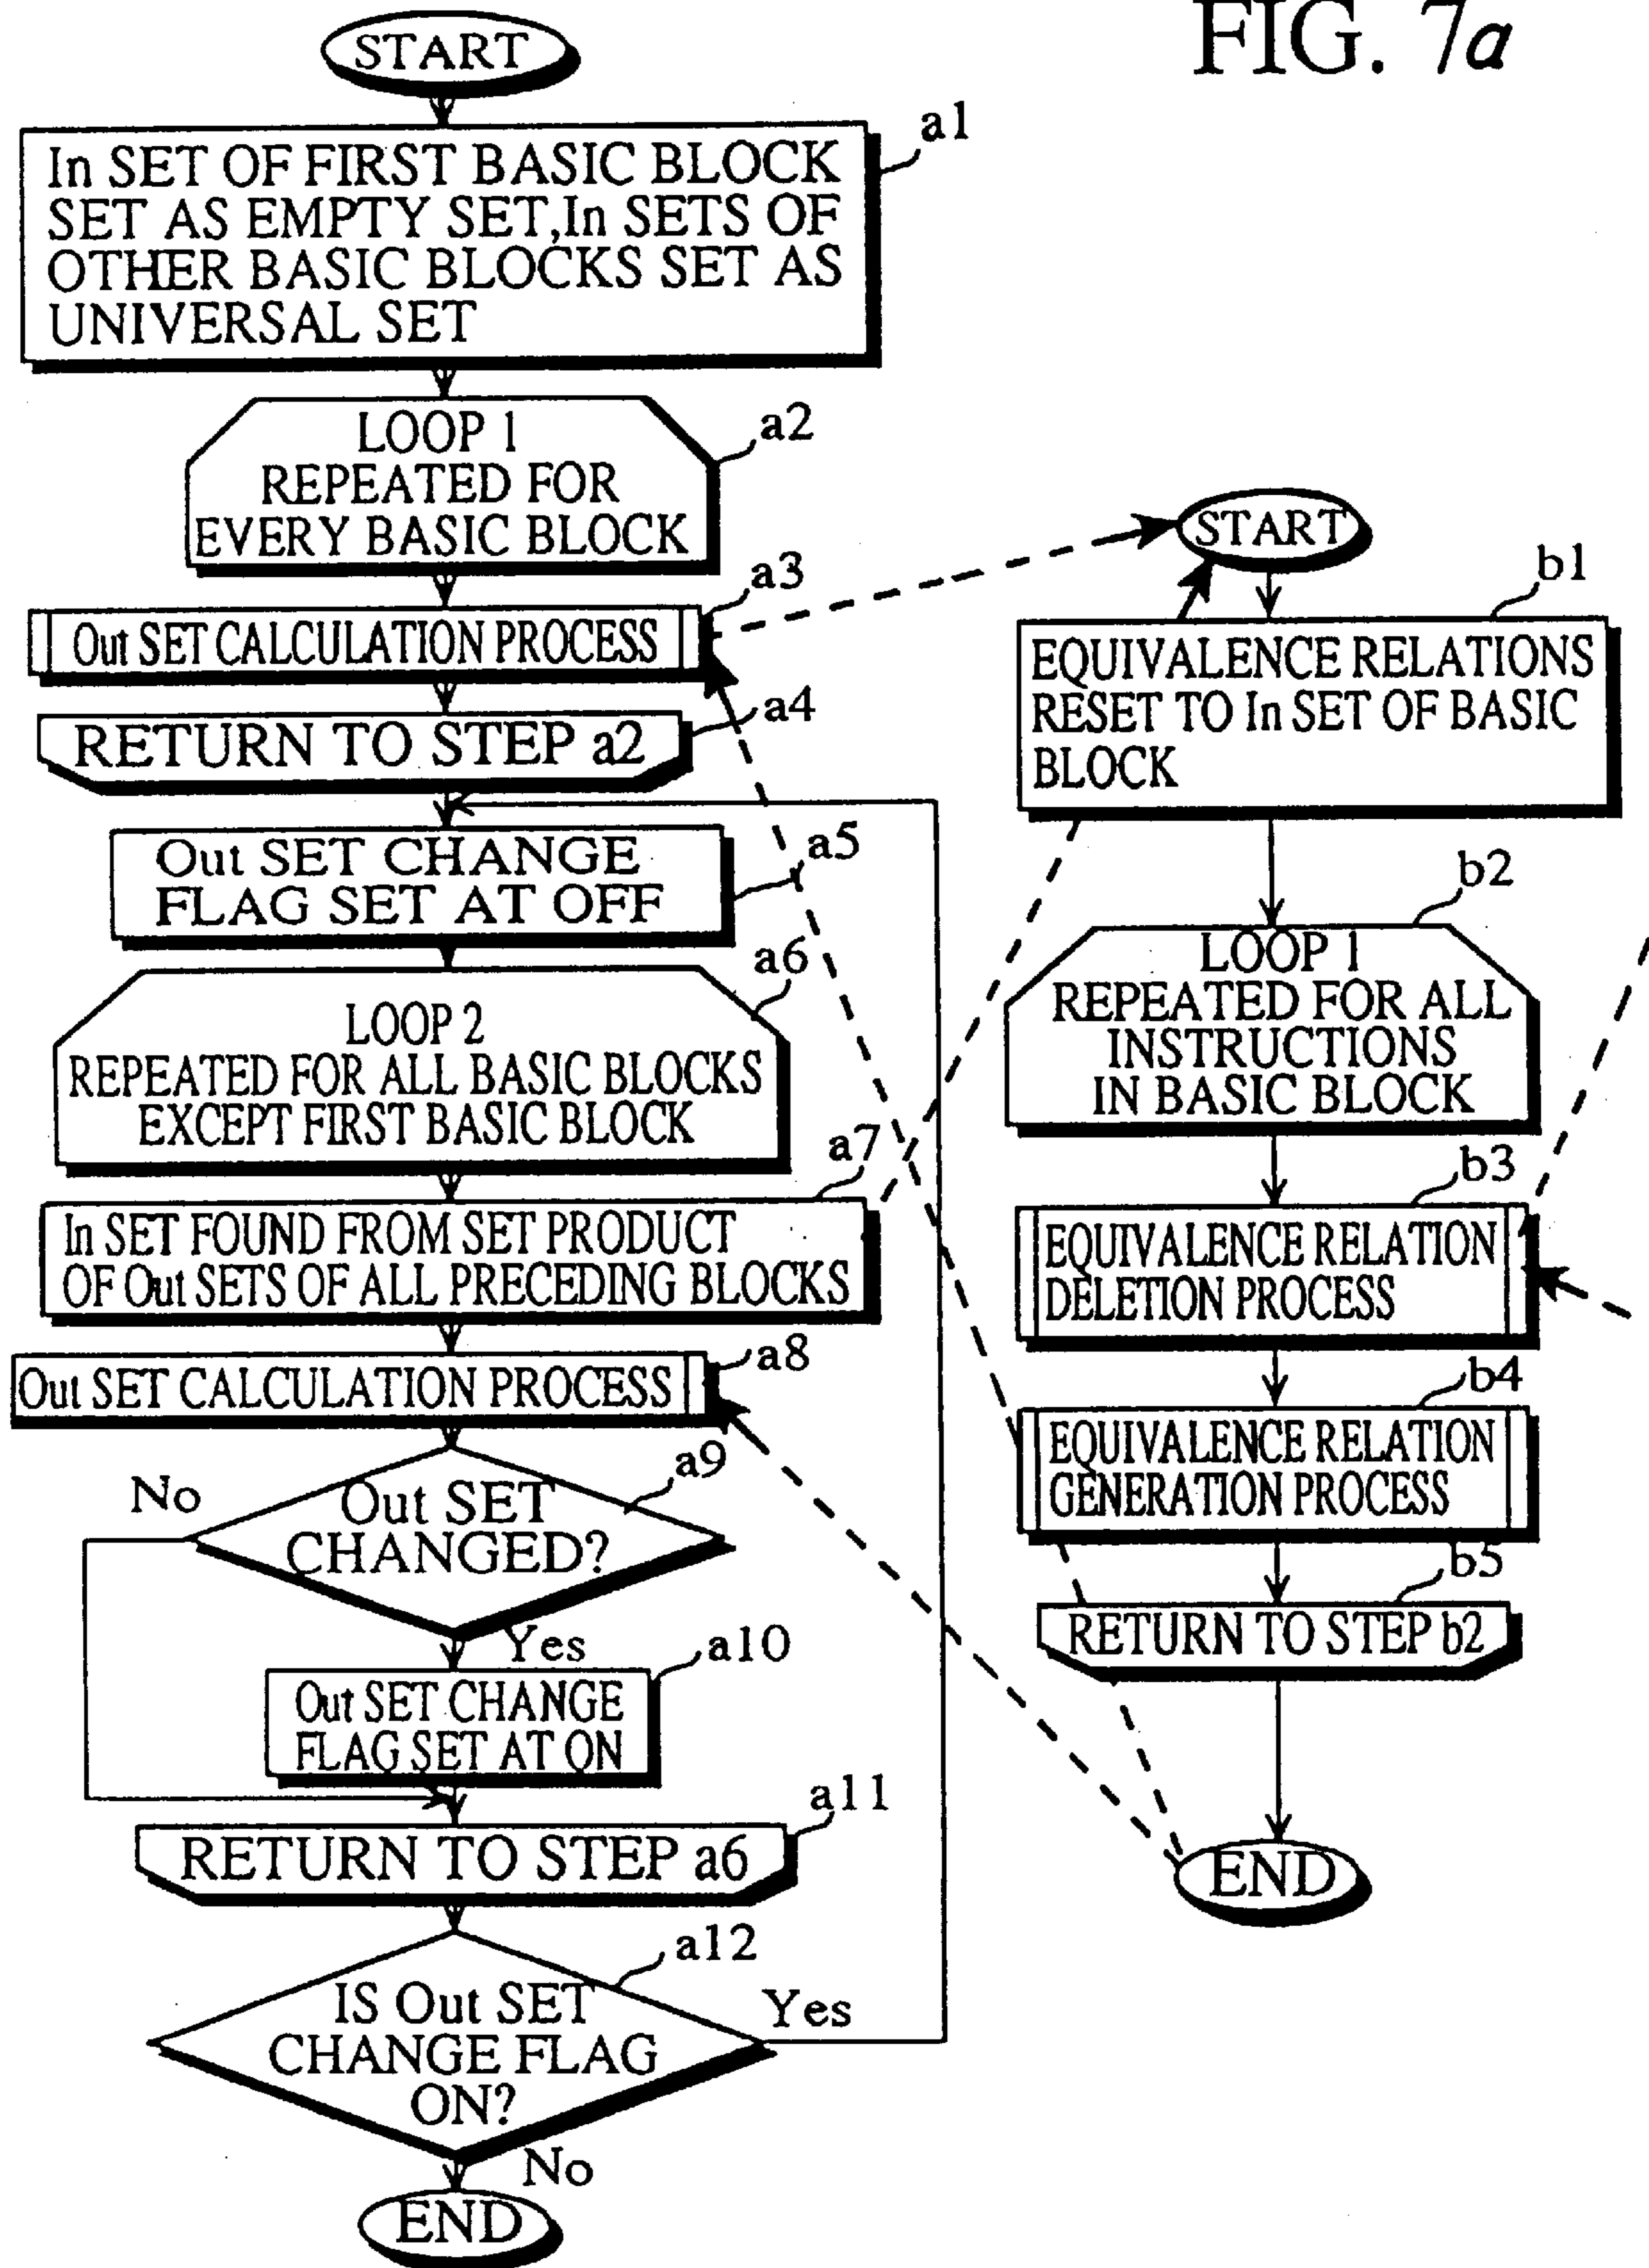 FIG. 7a
START
a1
In SET OF FIRST BASIC BLOCK
SET AS EMPTY SET,In SETS OF
OTHER BASIC BLOCKS SET AS
UNIVERSAL SET
a2
LOOP 1
REPEATED FOR
EVERY BASIC BLOCK
a3
Out SET CALCULATION PROCESS
a4
RETURN TO STEP a2
a5
Out SET CHANGE
FLAG SET AT OFF
a6
LOOP 2
REPEATED FOR ALL BASIC BLOCKS
EXCEPT FIRST BASIC BLOCK
a7
In SET FOUND FROM SET PRODUCT
OF Out SETS OF ALL PRECEDING BLOCKS
a8
Out SET CALCULATION PROCESS
a9
No
Out SET
CHANGED?
Yes
a10
Out SET CHANGE
FLAG SET AT ON
a11
RETURN TO STEP a6
a12
IS Out SET
CHANGE FLAG
ON?
Yes
No
END
START
b1
EQUIVALENCE RELATIONS
RESET TO In SET OF BASIC
BLOCK
b2
LOOP 1
REPEATED FOR ALL
INSTRUCTIONS
IN BASIC BLOCK
b3
EQUIVALENCE RELATION
DELETION PROCESS
b4
EQUIVALENCE RELATION
GENERATION PROCESS
b5
RETURN TO STEP b2
END